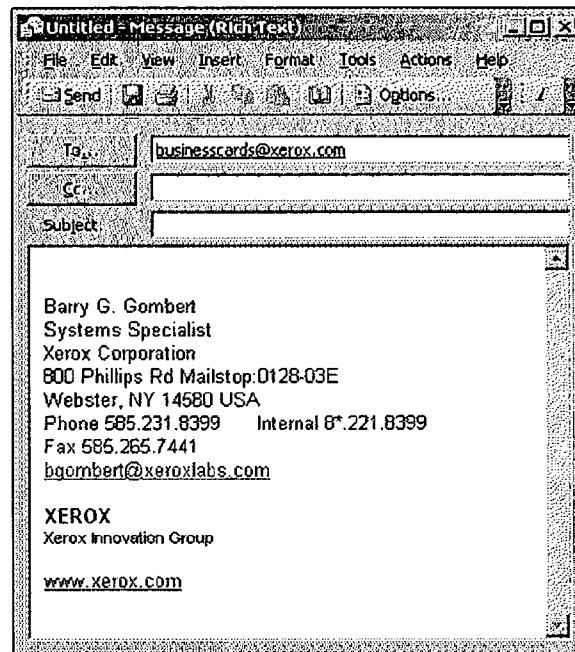 Untitled - Message (Rich Text)
File Edit View Insert Format Tools Actions Help
Send Options...
To...
businesscards@xerox.com
Cc...
Subject:
Barry G. Gombert
Systems Specialist
Xerox Corporation
800 Phillips Rd Mailstop:0128-03E
Webster, NY 14580 USA
Phone 585.231.8399 Internal 8*.221.8399
Fax 585.265.7441
bgombert@xeroxlabs.com
XEROX
Xerox Innovation Group
www.xerox.com